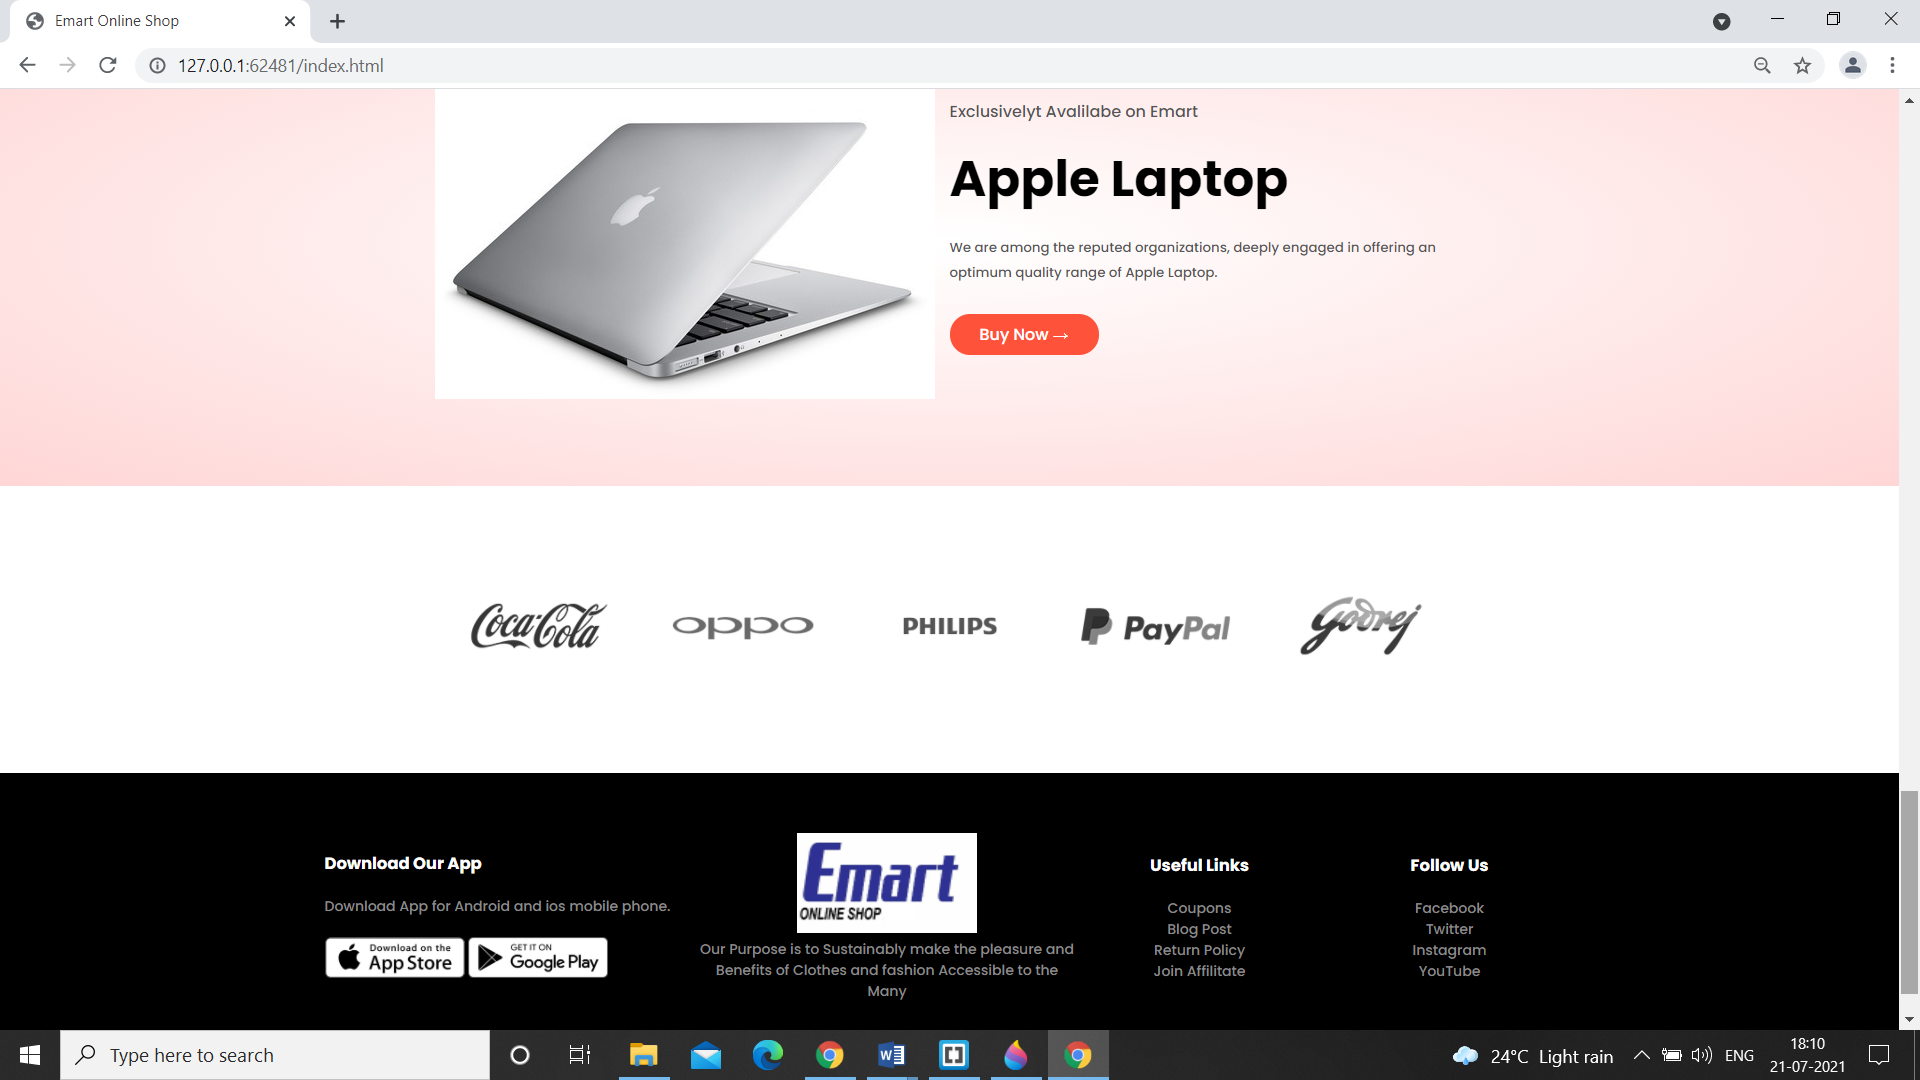 Emart Online Shop
127.0.0.1:62481/index.html
Exclusivelyt Avalilabe on Emart
Apple Laptop
We are among the reputed organizations, deeply engaged in offering an
optimum quality range of Apple Laptop.
Buy Now →
Coca-Cola
oppo
PHILIPS
PayPal
Godrej
Download Our App
Download App for Android and ios mobile phone.
Download on the
App Store
GET IT ON
Google Play
Emart
ONLINE SHOP
Our Purpose is to Sustainably make the pleasure and
Benefits of Clothes and fashion Accessible to the
Many
Useful Links
Coupons
Blog Post
Return Policy
Join Affilitate
Follow Us
Facebook
Twitter
Instagram
YouTube
Type here to search
W
24°C Light rain
ENG
18:10
21-07-2021